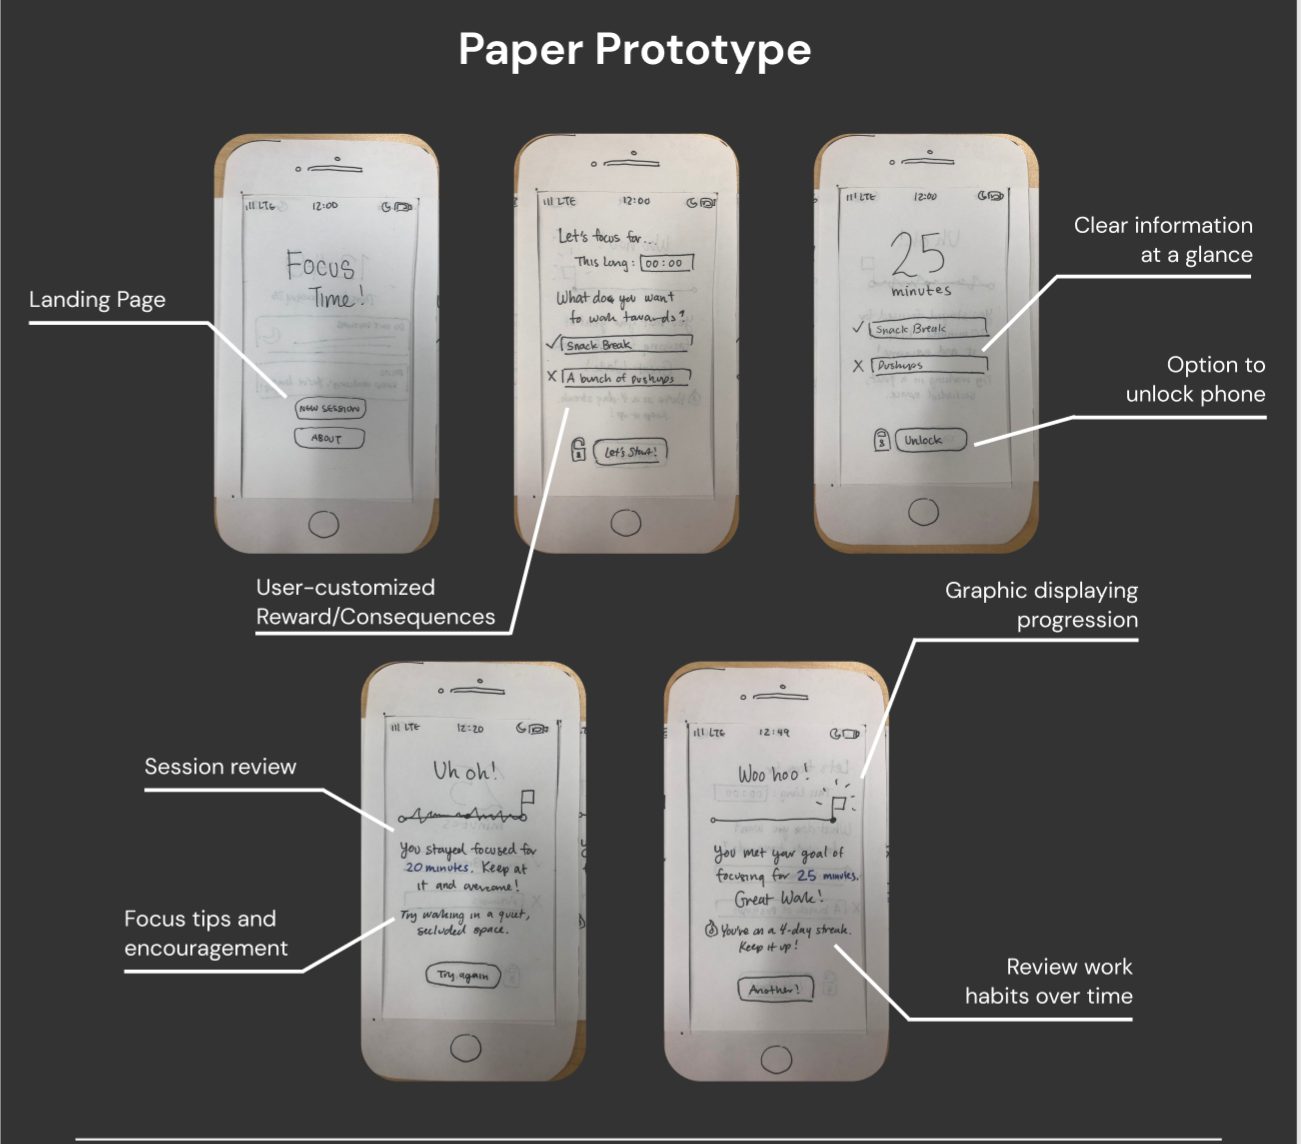 Paper Prototype
Landing Page
LTE 12:00
Focus
Time!
NEW SESSION
ABOUT
LTE 12:00
Let's focus for...
This Long: 00:00
What do you want
to work towards?
✓ Snack Break
X A bunch of pushups
Let's Start!
User-customized
Reward/Consequences
LTE 12:00
25
minutes
✓ Snack Break
X Pushups
Unlock
Clear information
at a glance
Option to
unlock phone
Session review
Focus tips and
encouragement
LTE 12:20
Uh oh!
You stayed focused for
20 minutes. Keep at
it and overcome!
Try working in a quiet,
secluded space.
Try again
LTE 12:49
Woo hoo!
You met your goal of
focusing for 25 minutes.
Great Work!
You're on a 4-day streak.
Keep it up!
Another!
Graphic displaying
progression
Review work
habits over time